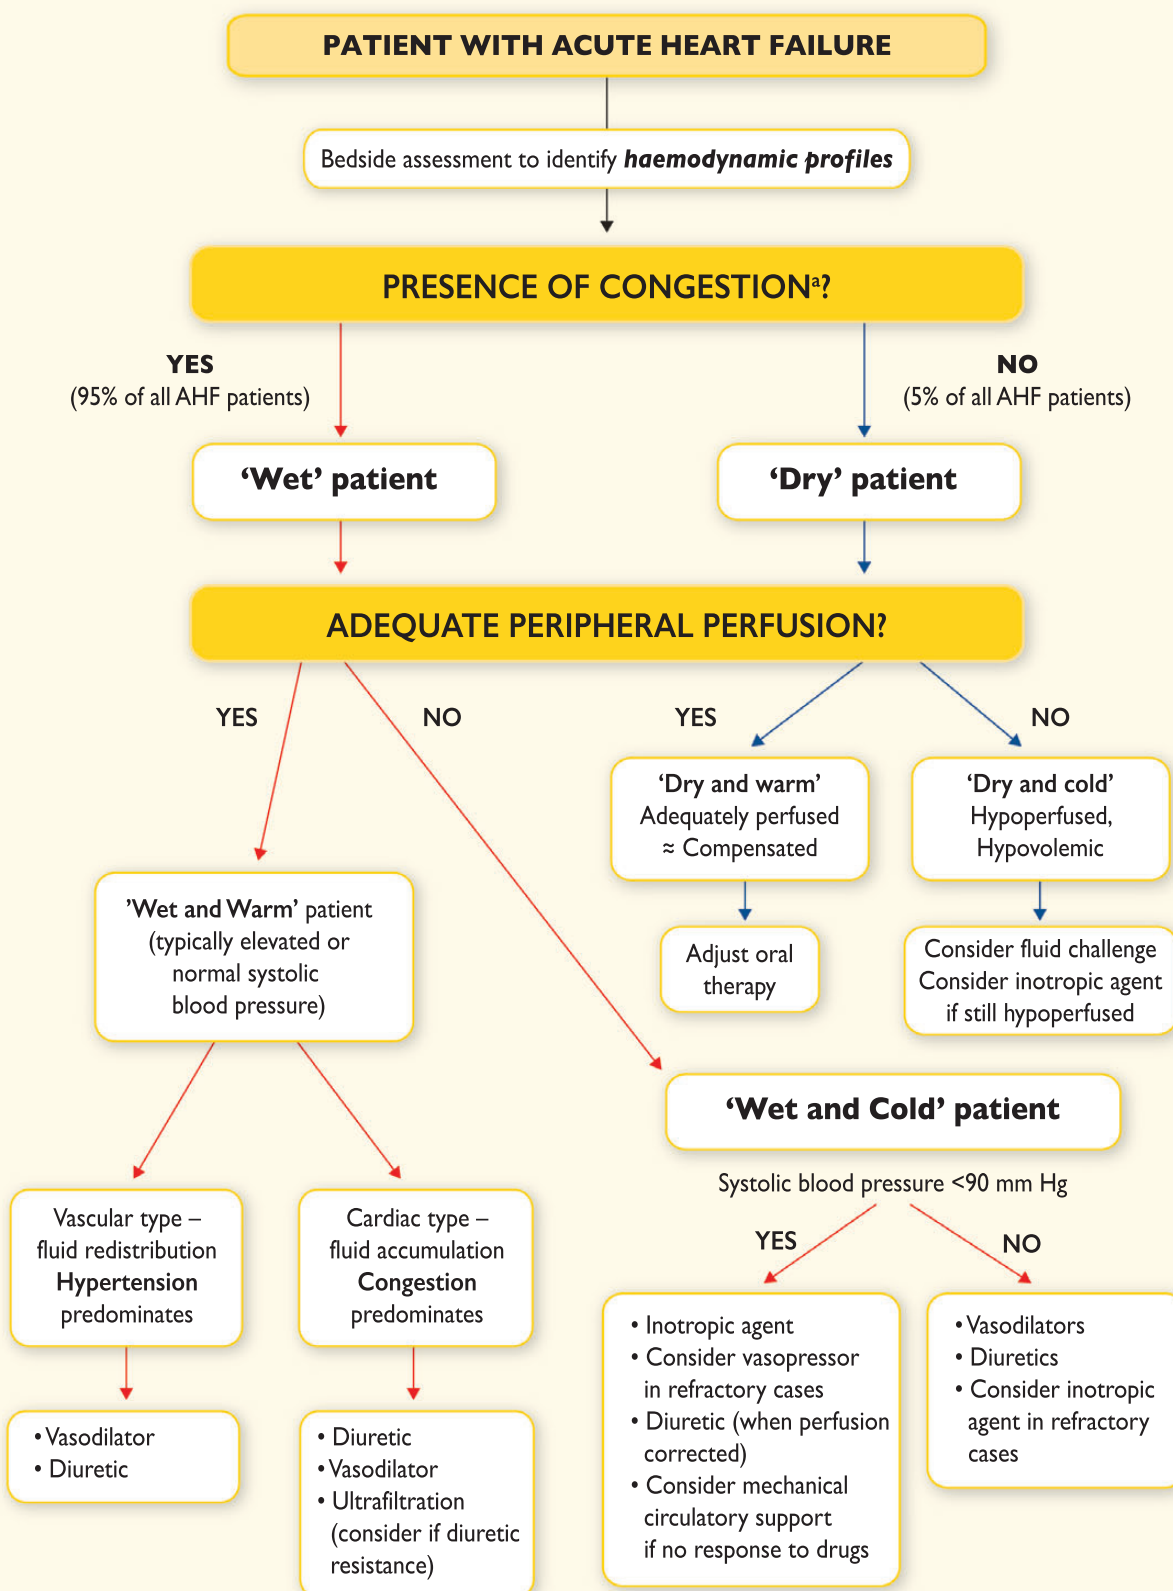 PATIENT WITH ACUTE HEART FAILURE
Bedside assessment to identify haemodynamic profiles
PRESENCE OF CONGESTIONᵃ?
YES
(95% of all AHF patients)
NO
(5% of all AHF patients)
‘Wet’ patient
‘Dry’ patient
ADEQUATE PERIPHERAL PERFUSION?
YES
NO
YES
NO
‘Dry and warm’
Adequately perfused
≈ Compensated
‘Dry and cold’
Hypoperfused,
Hypovolemic
’Wet and Warm’ patient
(typically elevated or
normal systolic
blood pressure)
Adjust oral
therapy
Consider fluid challenge
Consider inotropic agent
if still hypoperfused
‘Wet and Cold’ patient
Systolic blood pressure <90 mm Hg
YES
NO
Vascular type –
fluid redistribution
Hypertension
predominates
Cardiac type –
fluid accumulation
Congestion
predominates
• Vasodilator
• Diuretic
• Diuretic
• Vasodilator
• Ultrafiltration
(consider if diuretic
resistance)
• Inotropic agent
• Consider vasopressor
in refractory cases
• Diuretic (when perfusion
corrected)
• Consider mechanical
circulatory support
if no response to drugs
• Vasodilators
• Diuretics
• Consider inotropic
agent in refractory
cases